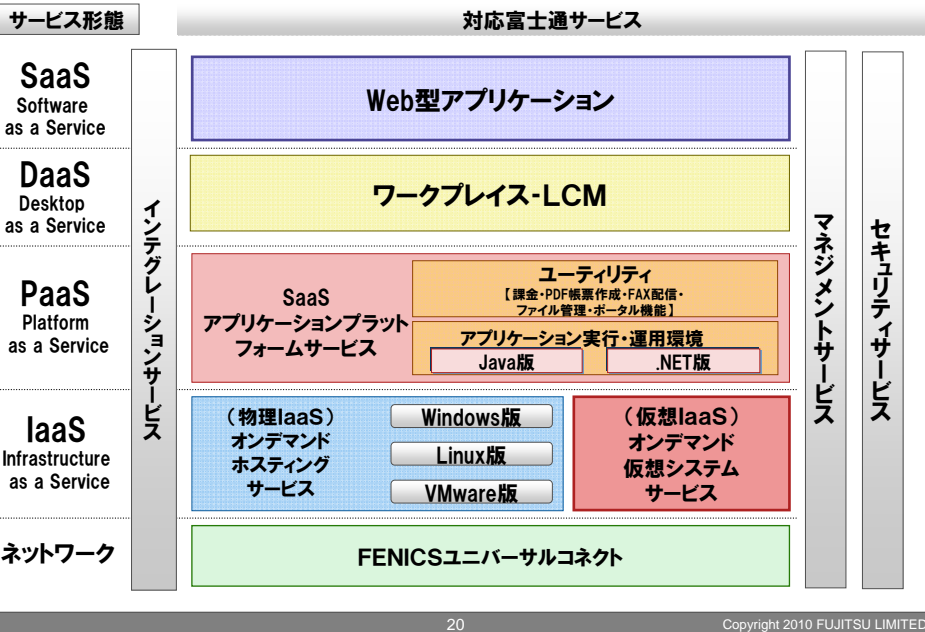 サービス形態
対応富士通サービス
SaaS
Software
as a Service
Web型アプリケーション
DaaS
Desktop
as a Service
ワークプレイス-LCM
PaaS
Platform
as a Service
SaaS
アプリケーションプラット
フォームサービス
ユーティリティ
【課金・PDF帳票作成・FAX配信・
ファイル管理・ポータル機能】
アプリケーション実行・運用環境
Java版
.NET版
IaaS
Infrastructure
as a Service
(物理IaaS)
オンデマンド
ホスティング
サービス
Windows版
Linux版
VMware版
(仮想IaaS)
オンデマンド
仮想システム
サービス
ネットワーク
FENICSユニバーサルコネクト
インテグレーションサービス
マネジメントサービス
セキュリティサービス
20
Copyright 2010 FUJITSU LIMITED